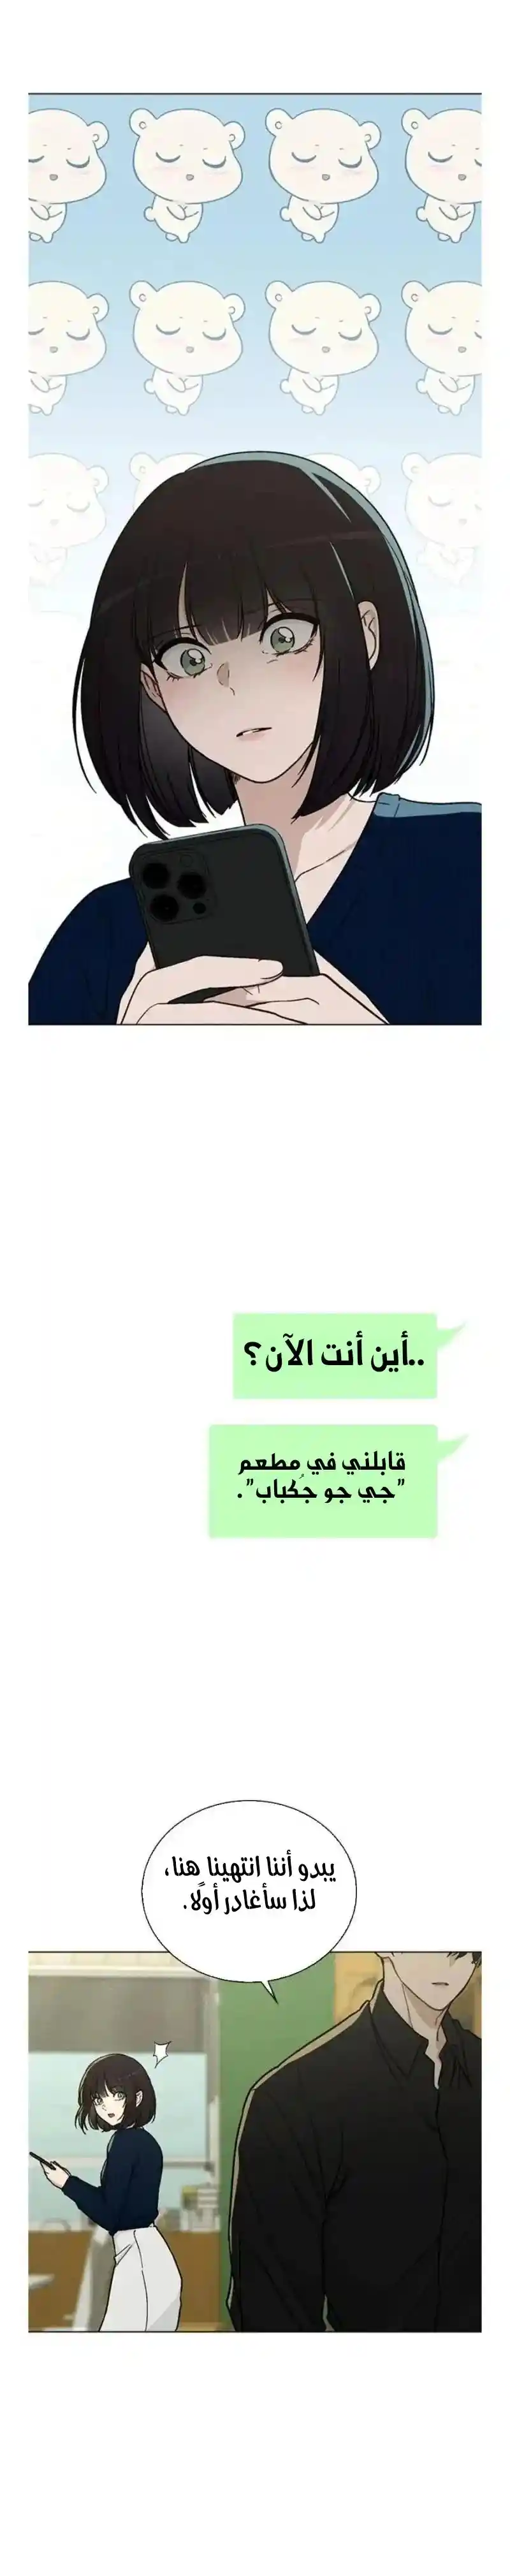 ..أين أنت الآن؟
قابلني في مطعم
"جي جو جُكباب".
يبدو أننا انتهينا هنا،
لذا سأغادر أولًا.